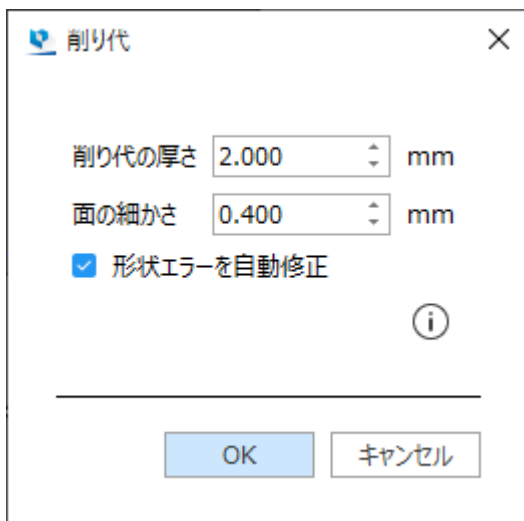 削り代
削り代の厚さ 2.000 mm
面の細かさ 0.400 mm
形状エラーを自動修正
OK キャンセル